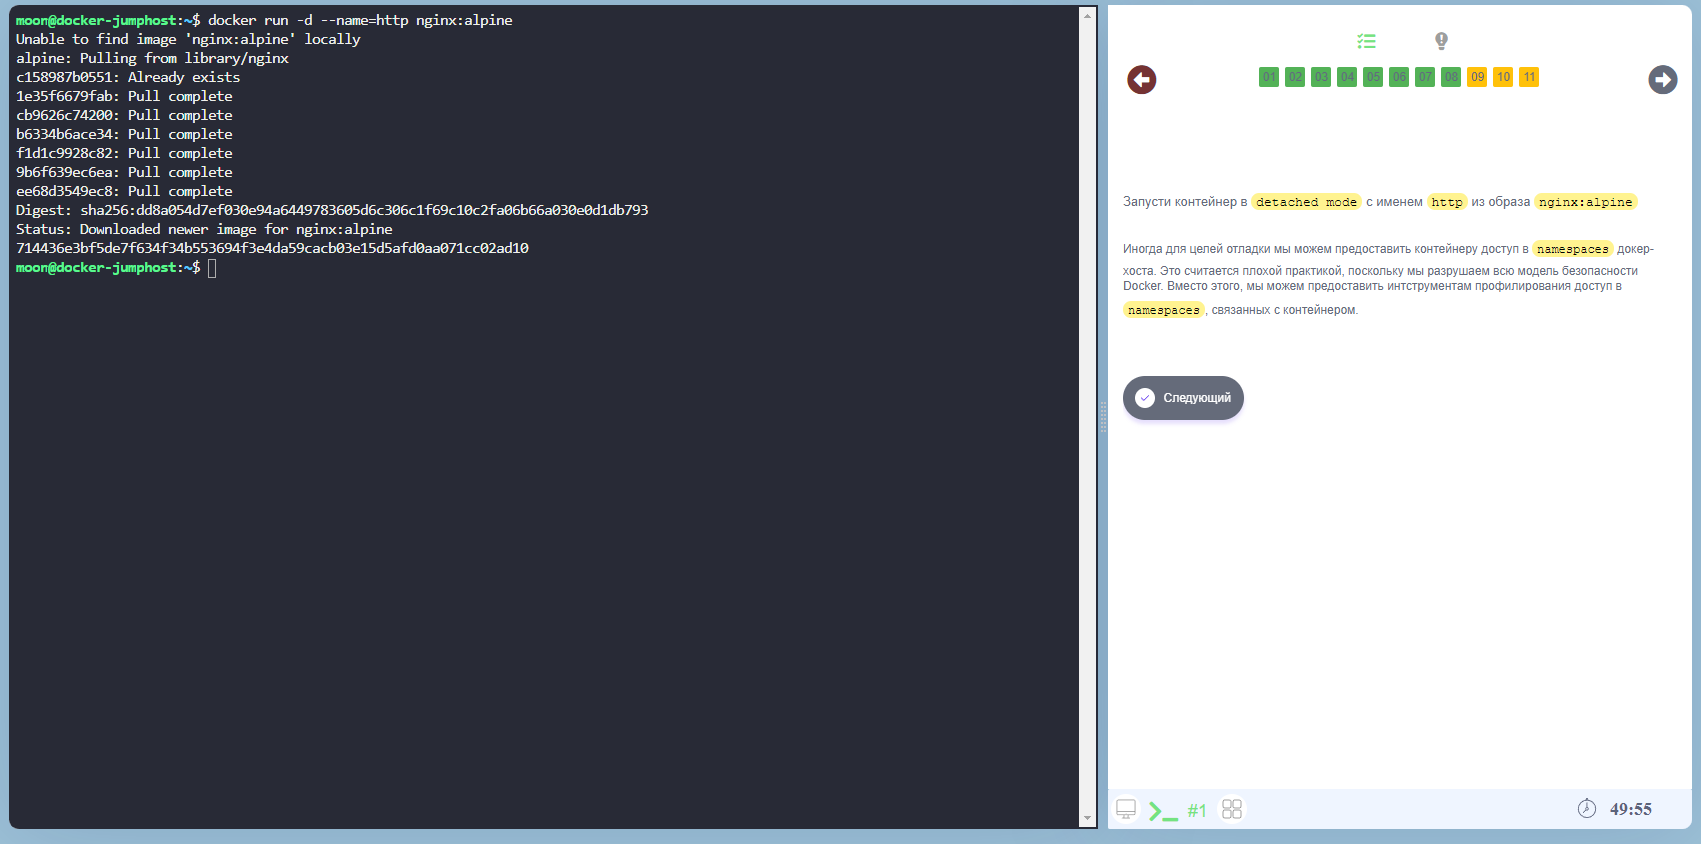 moon@docker-jumphost:~$ docker run -d --name=http nginx:alpine
Unable to find image 'nginx:alpine' locally
alpine: Pulling from library/nginx
c158987b0551: Already exists
1e35f6679fab: Pull complete
cb9626c74200: Pull complete
b6334b6ace34: Pull complete
f1d1c9928c82: Pull complete
9b6f639ec6ea: Pull complete
ee68d3549ec8: Pull complete
Digest: sha256:dd8a054d7ef030e94a6449783605d6c306c1f69c10c2fa06b66a030e0d1db793
Status: Downloaded newer image for nginx:alpine
714436e3bf5de7f634f34b553694f3e4da59cacb03e15d5afd0aa071cc02ad10
moon@docker-jumphost:~$
01 02 03 04 05 06 07 08 09 10 11
Запусти контейнер в detached mode с именем http из образа nginx:alpine
Иногда для целей отладки мы можем предоставить контейнеру доступ в namespaces докер-
хоста. Это считается плохой практикой, поскольку мы разрушаем всю модель безопасности
Docker. Вместо этого, мы можем предоставить интструментам профилирования доступ в
namespaces, связанных с контейнером.
Следующий
#1
49:55